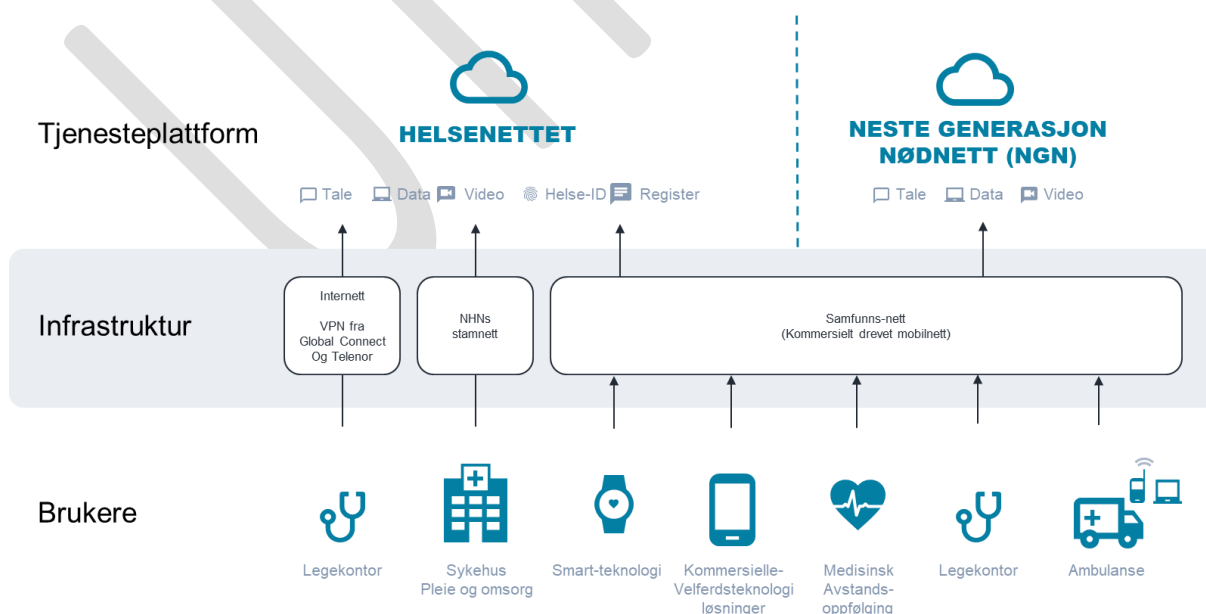 Tjenesteplattform
HELSENETTET
NESTE GENERASJON
NØDNETT (NGN)
Tale Data Video Helse-ID Register
Tale Data Video
Infrastruktur
Internett
VPN fra
Global Connect
Og Telenor
NHNs
stamnett
Samfunns-nett
(Kommersielt drevet mobilnett)
Brukere
Legekontor
Sykehus
Pleie og omsorg
Smart-teknologi
Kommersielle-
Velferdsteknologi
løsninger
Medisinsk
Avstands-
oppfølging
Legekontor
Ambulanse